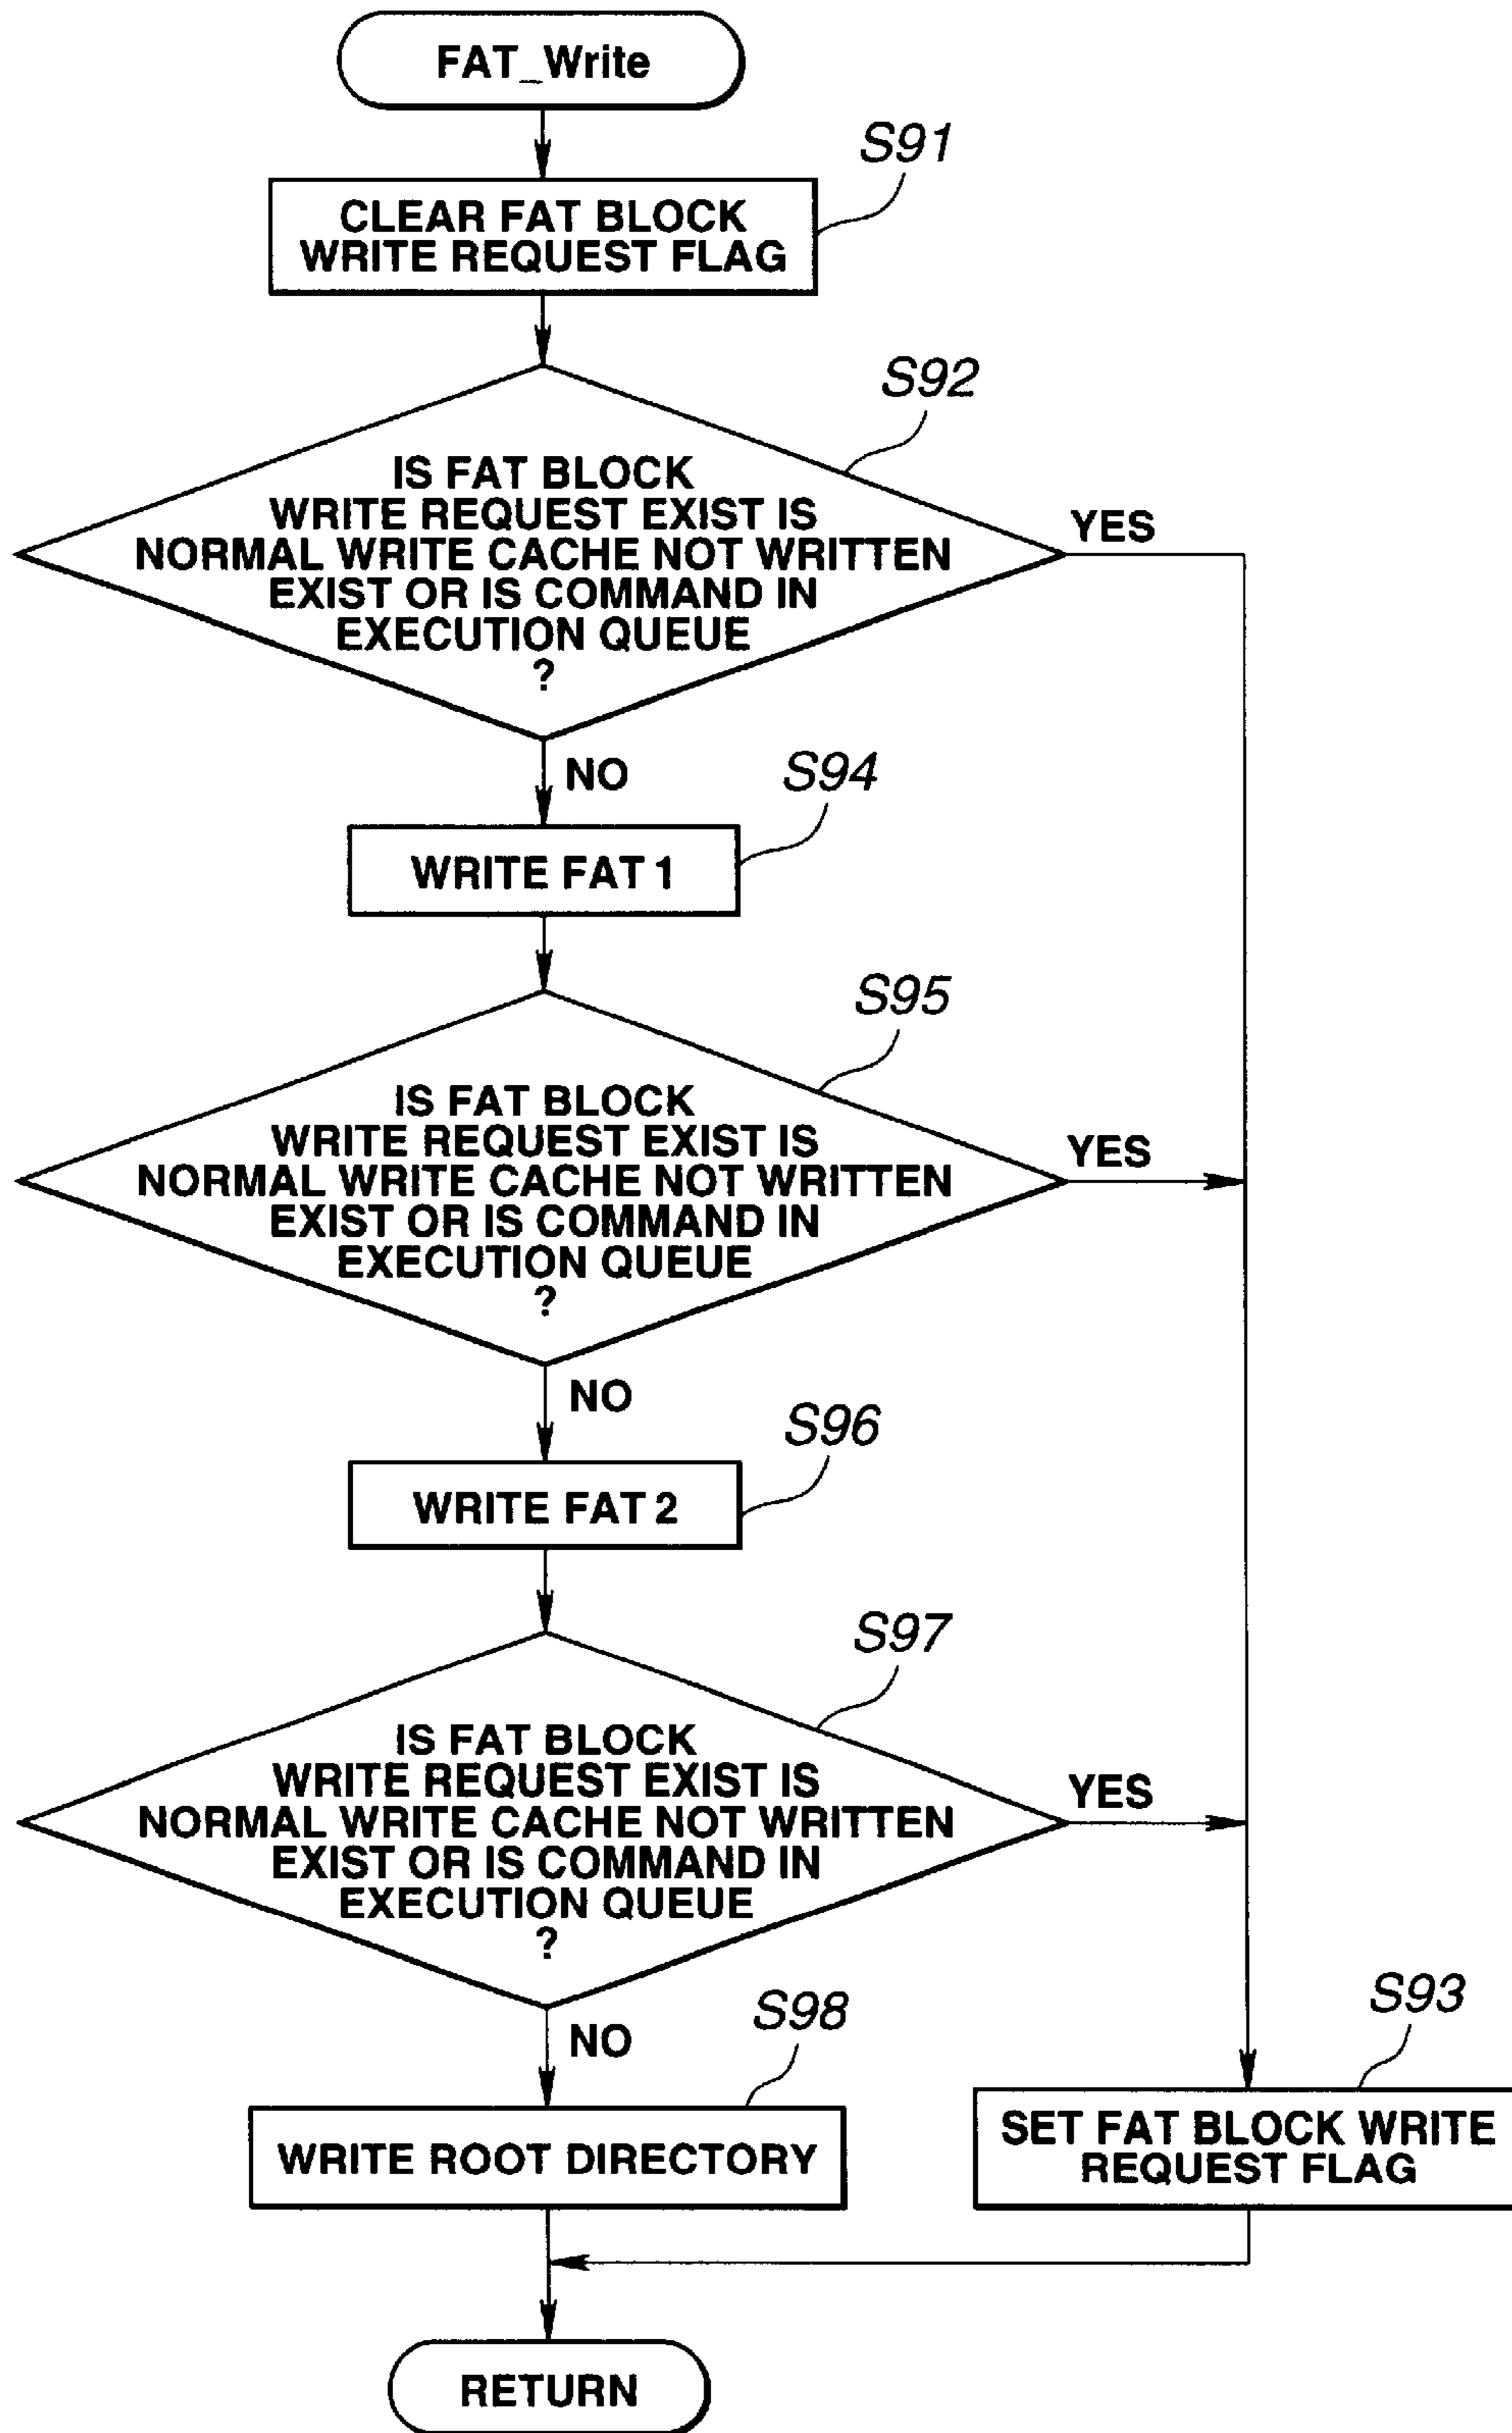 FAT_Write
S91
CLEAR FAT BLOCK
WRITE REQUEST FLAG
S92
IS FAT BLOCK
WRITE REQUEST EXIST IS
NORMAL WRITE CACHE NOT WRITTEN
EXIST OR IS COMMAND IN
EXECUTION QUEUE
?
YES
NO
S94
WRITE FAT 1
S95
IS FAT BLOCK
WRITE REQUEST EXIST IS
NORMAL WRITE CACHE NOT WRITTEN
EXIST OR IS COMMAND IN
EXECUTION QUEUE
?
YES
NO
S96
WRITE FAT 2
S97
IS FAT BLOCK
WRITE REQUEST EXIST IS
NORMAL WRITE CACHE NOT WRITTEN
EXIST OR IS COMMAND IN
EXECUTION QUEUE
?
YES
NO
S98
WRITE ROOT DIRECTORY
S93
SET FAT BLOCK WRITE
REQUEST FLAG
RETURN